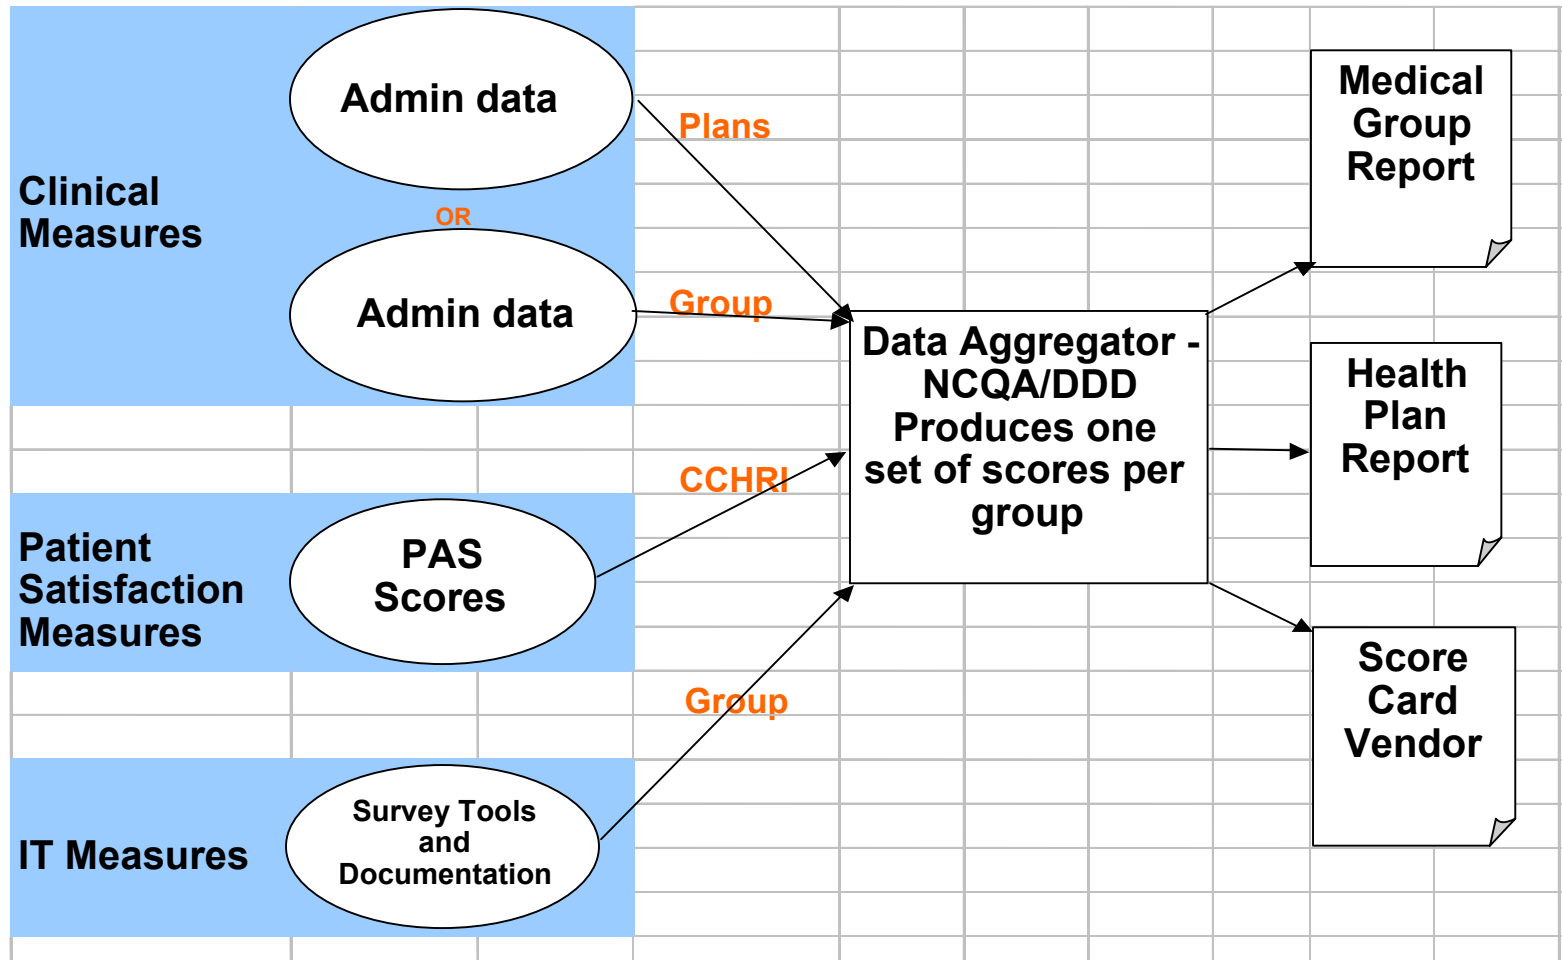 Clinical
Measures
Admin data
OR
Admin data
Plans
Group
Patient
Satisfaction
Measures
PAS
Scores
CCHRI
IT Measures
Survey Tools
and
Documentation
Group
Data Aggregator -
NCQA/DDD
Produces one
set of scores per
group
Medical
Group
Report
Health
Plan
Report
Score
Card
Vendor